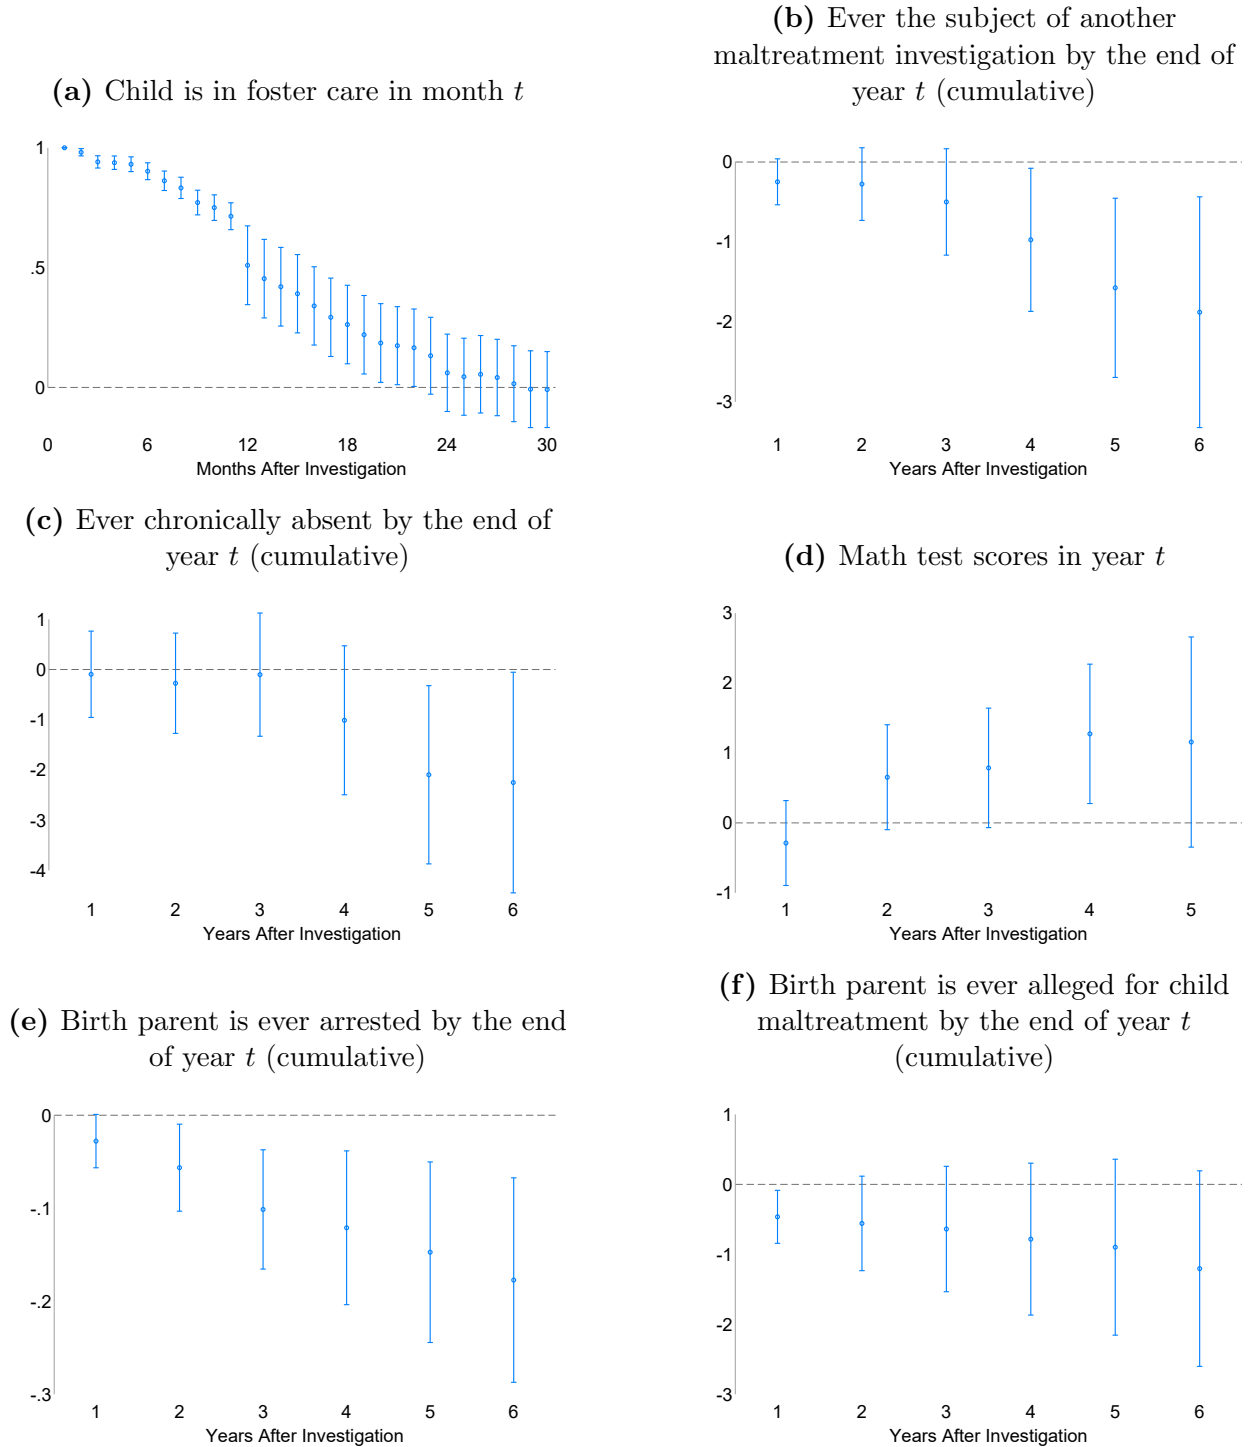 (a) Child is in foster care in month t
1
.5
0
0 6 12 18 24 30
Months After Investigation
(b) Ever the subject of another
maltreatment investigation by the end of
year t (cumulative)
0
-1
-2
-3
1 2 3 4 5 6
Years After Investigation
(c) Ever chronically absent by the end of
year t (cumulative)
1
0
-1
-2
-3
-4
1 2 3 4 5 6
Years After Investigation
(d) Math test scores in year t
3
2
1
0
-1
1 2 3 4 5
Years After Investigation
(e) Birth parent is ever arrested by the end
of year t (cumulative)
0
-.1
-.2
-.3
1 2 3 4 5 6
Years After Investigation
(f) Birth parent is ever alleged for child
maltreatment by the end of year t
(cumulative)
1
0
-1
-2
-3
1 2 3 4 5 6
Years After Investigation